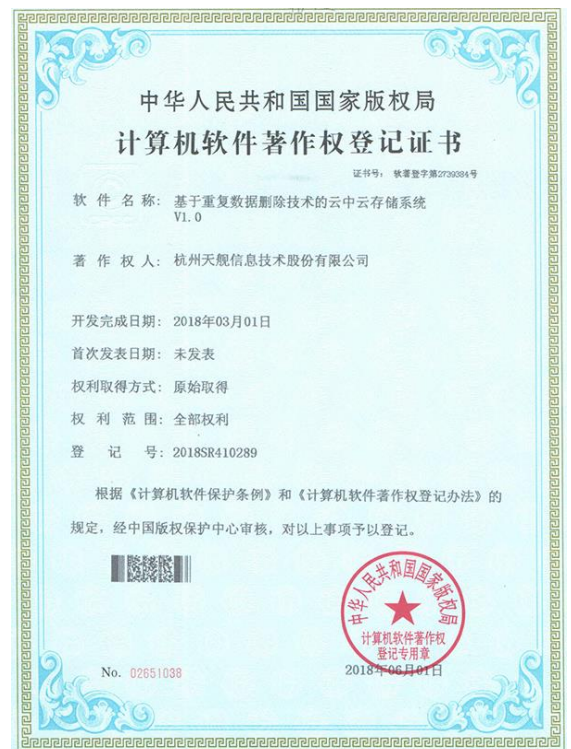 中华人民共和国国家版权局
计算机软件著作权登记证书
证书号： 软著登字第2739384号
软件名称： 基于重复数据删除技术的云中云存储系统
V1.0
著作权人： 杭州天舰信息技术股份有限公司
开发完成日期： 2018年03月01日
首次发表日期： 未发表
权利取得方式： 原始取得
权利范围： 全部权利
登记号： 2018SR410289
根据《计算机软件保护条例》和《计算机软件著作权登记办法》的
规定，经中国版权保护中心审核，对以上事项予以登记。
中华人民共和国国家版权局
计算机软件著作权
登记专用章
No. 02651038
2018年06月01日